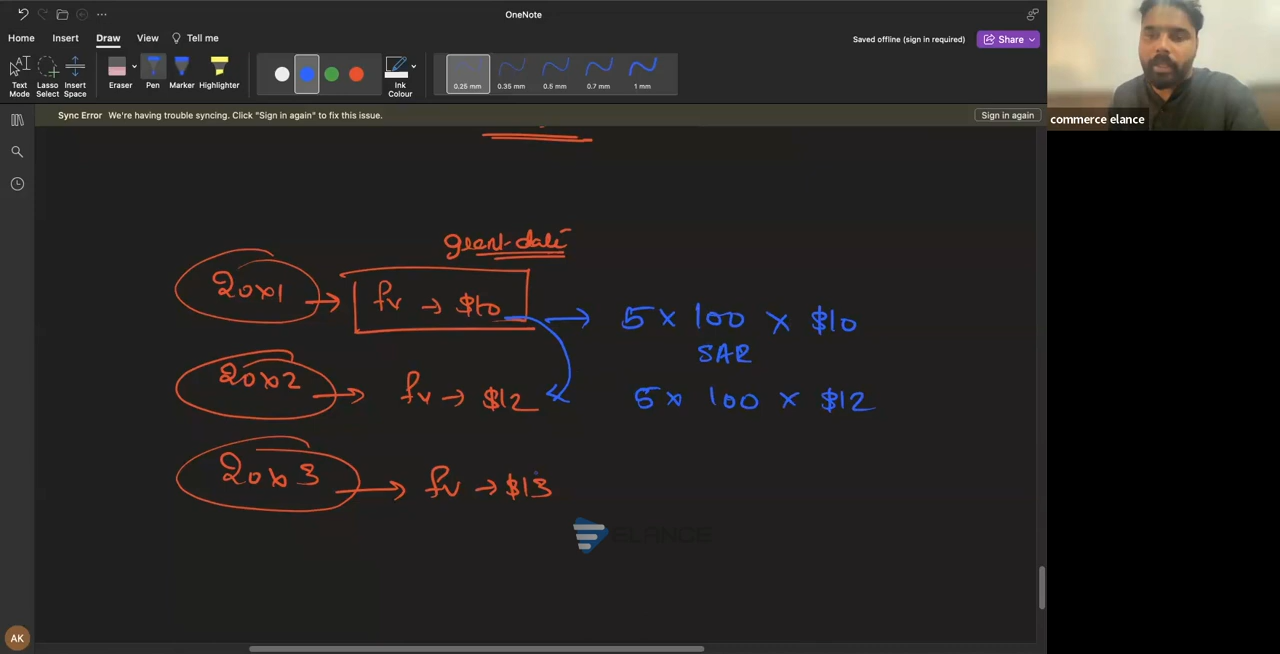 OneNote
Home Insert Draw View Tell me
Saved offline (sign in required) Share
Text Mode Lasso Select Insert Space Eraser Pen Marker Highlighter Ink Colour 0.25 mm 0.35 mm 0.5 mm 0.7 mm 1 mm
Sync Error We're having trouble syncing. Click "Sign in again" to fix this issue. Sign in again
commerce elance
grant-date
20x1 → fv → $10 → 5 x 100 x $10
SAR
20x2 → fv → $12 5 x 100 x $12
20x3 → fv → $13
ELANCE
AK